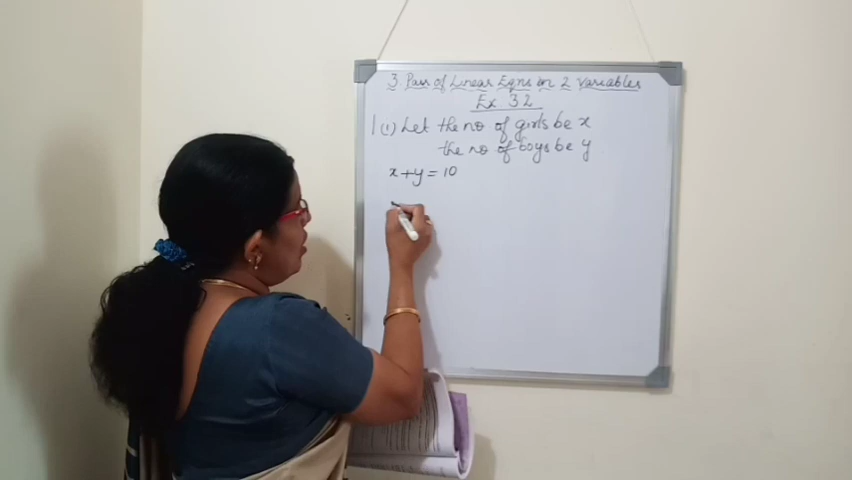 3. Pair of Linear Eqns in 2 Variables
Ex 3.2
1 (i) Let the no of girls be x
the no of boys be y
x + y = 10